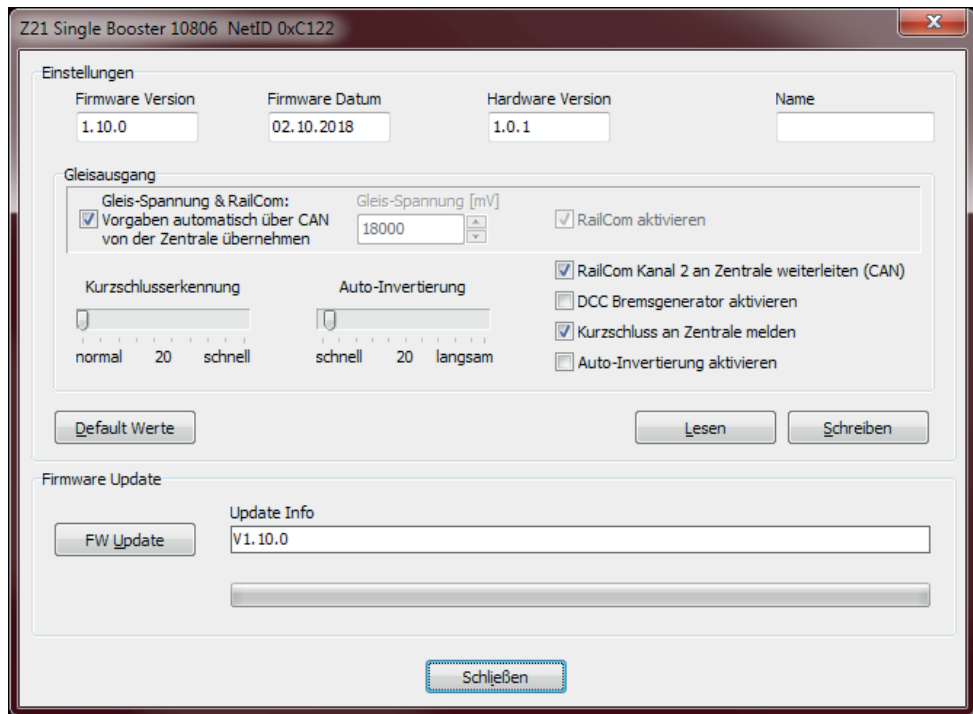 Z21 Single Booster 10806 NetID 0xC122
Einstellungen
Firmware Version
Firmware Datum
Hardware Version
Name
1.10.0
02.10.2018
1.0.1
Gleisausgang
Gleis-Spannung & RailCom:
Vorgaben automatisch über CAN
von der Zentrale übernehmen
Gleis-Spannung [mV]
18000
RailCom aktivieren
Kurzschlusserkennung
normal 20 schnell
Auto-Invertierung
schnell 20 langsam
RailCom Kanal 2 an Zentrale weiterleiten (CAN)
DCC Bremsgenerator aktivieren
Kurzschluss an Zentrale melden
Auto-Invertierung aktivieren
Default Werte
Lesen
Schreiben
Firmware Update
FW Update
Update Info
V1.10.0
Schließen